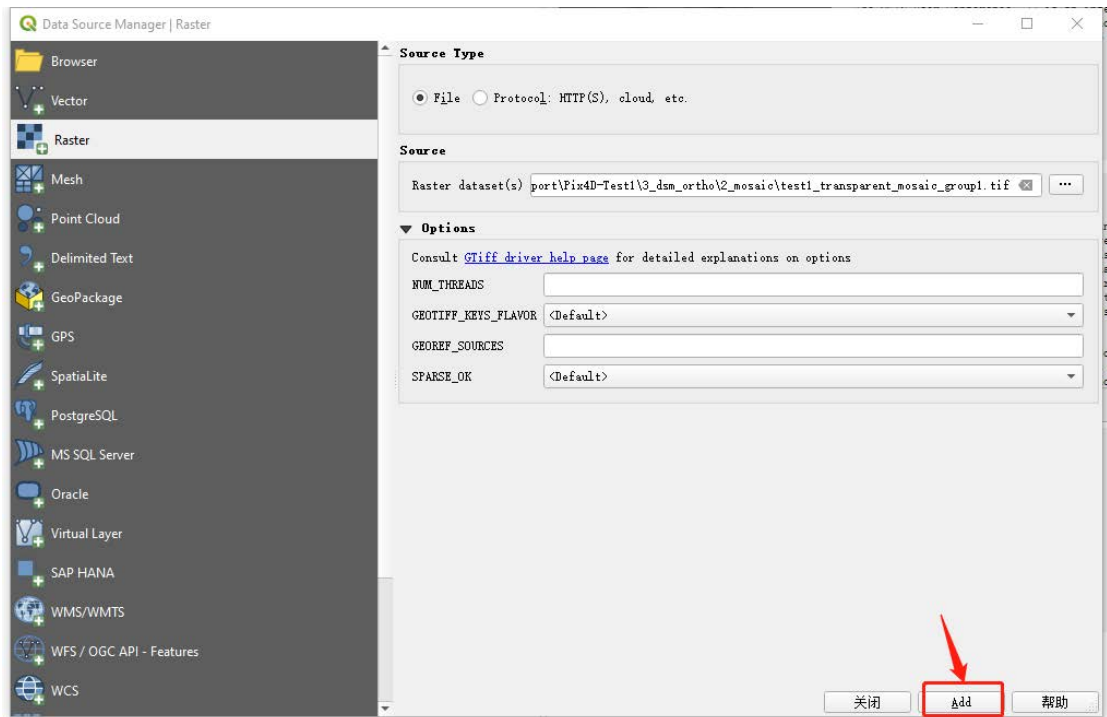 Data Source Manager | Raster
Browser
Vector
Raster
Mesh
Point Cloud
Delimited Text
GeoPackage
GPS
SpatiaLite
PostgreSQL
MS SQL Server
Oracle
Virtual Layer
SAP HANA
WMS/WMTS
WFS / OGC API - Features
WCS
Source Type
File Protocol: HTTP(S), cloud, etc.
Source
Raster dataset(s) port\Pix4D-Test1\3_dsm_ortho\2_mosaic\test1_transparent_mosaic_group1.tif ...
Options
Consult GTiff driver help page for detailed explanations on options
NUM_THREADS
GEOTIFF_KEYS_FLAVOR <Default>
GEOREF_SOURCES
SPARSE_OK <Default>
关闭 Add 帮助